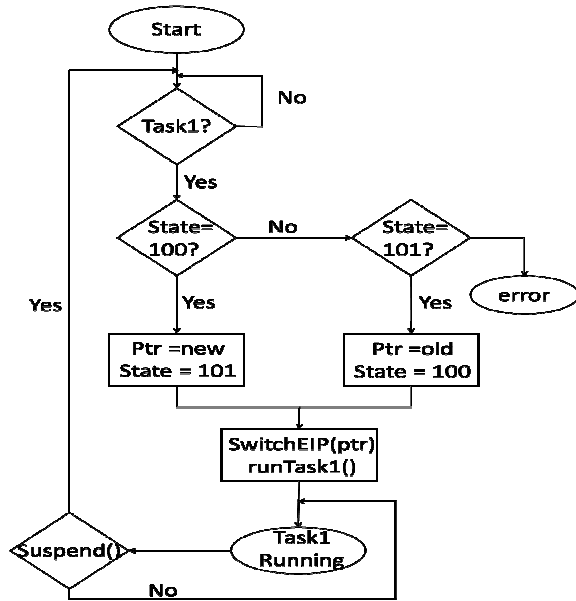 Start
No
Task1?
Yes
State=
100?
No
State=
101?
Yes
Yes
Yes
error
Ptr =new
State = 101
Ptr =old
State = 100
SwitchEIP(ptr)
runTask1()
Suspend()
Task1
Running
No